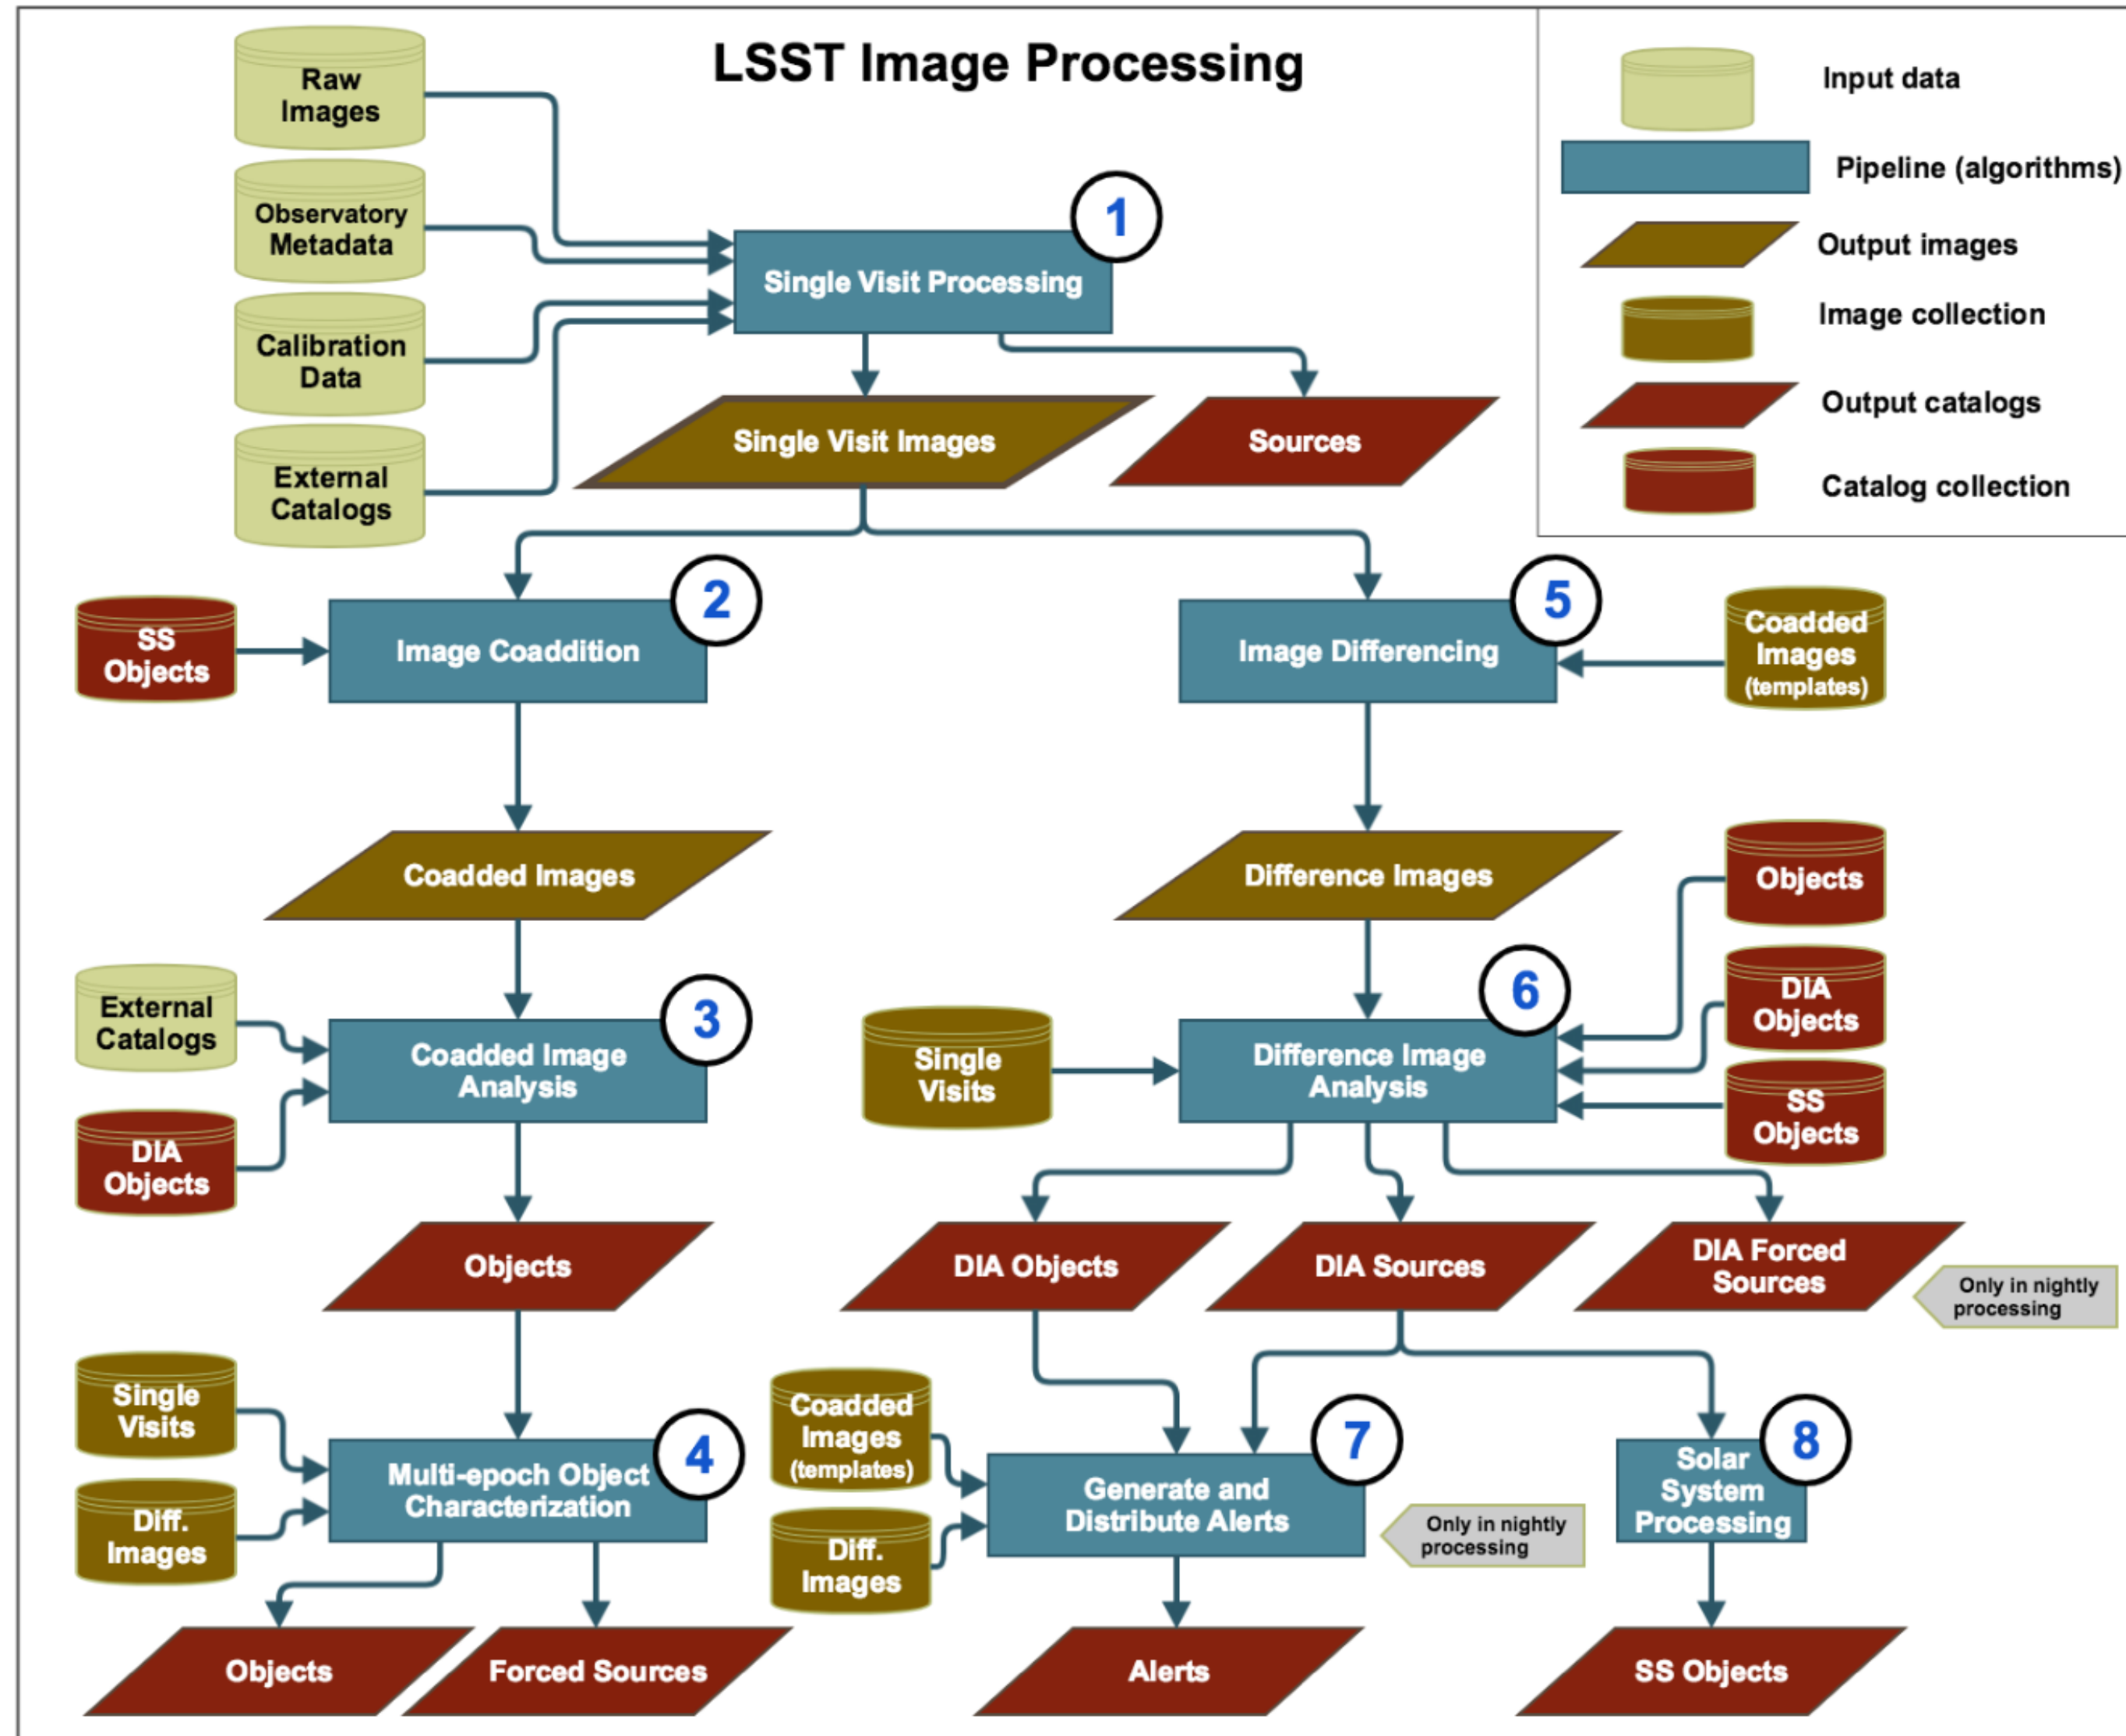 LSST Image Processing
Raw
Images
Observatory
Metadata
Calibration
Data
External
Catalogs
1
Single Visit Processing
Single Visit Images
Sources
Input data
Pipeline (algorithms)
Output images
Image collection
Output catalogs
Catalog collection
SS
Objects
2
Image Coaddition
5
Image Differencing
Coadded
Images
(templates)
Coadded Images
Difference Images
Objects
DIA
Objects
SS
Objects
External
Catalogs
DIA
Objects
3
Coadded Image
Analysis
Single
Visits
6
Difference Image
Analysis
Objects
DIA Objects
DIA Sources
DIA Forced
Sources
Only in nightly
processing
Single
Visits
Diff.
Images
4
Multi-epoch Object
Characterization
Coadded
Images
(templates)
Diff.
Images
7
Generate and
Distribute Alerts
Only in nightly
processing
8
Solar
System
Processing
Objects
Forced Sources
Alerts
SS Objects